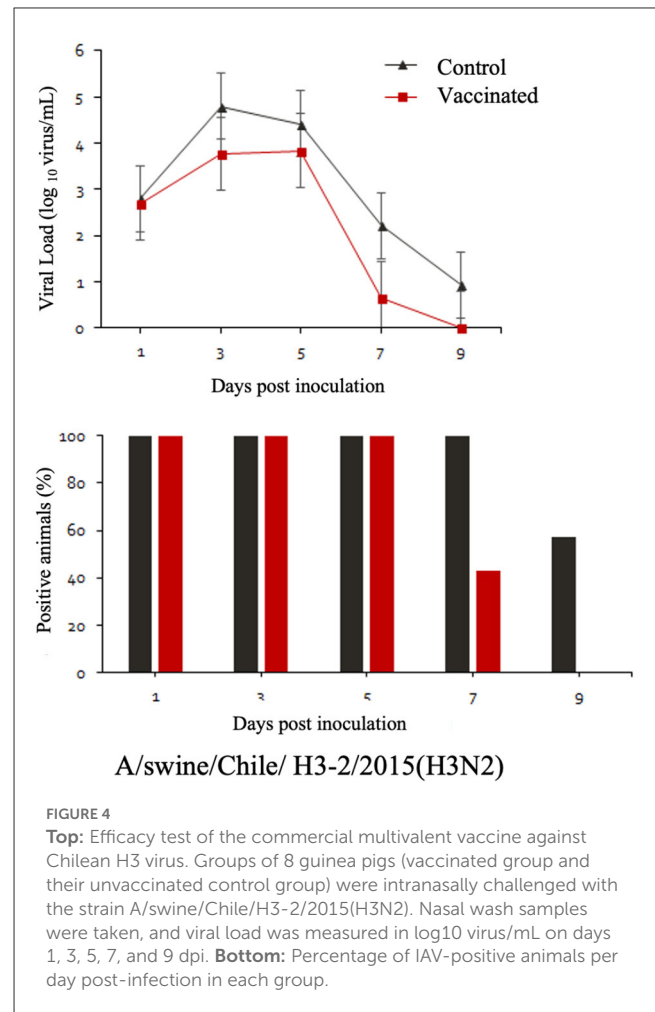 6
5
4
3
2
1
0
Viral Load (log 10 virus/mL)
Control
Vaccinated
1 3 5 7 9
Days post inoculation
100
80
60
40
20
0
Positive animals (%)
1 3 5 7 9
Days post inoculation
A/swine/Chile/ H3-2/2015(H3N2)
FIGURE 4
Top: Efficacy test of the commercial multivalent vaccine against
Chilean H3 virus. Groups of 8 guinea pigs (vaccinated group and
their unvaccinated control group) were intranasally challenged with
the strain A/swine/Chile/H3-2/2015(H3N2). Nasal wash samples
were taken, and viral load was measured in log10 virus/mL on days
1, 3, 5, 7, and 9 dpi. Bottom: Percentage of IAV-positive animals per
day post-infection in each group.